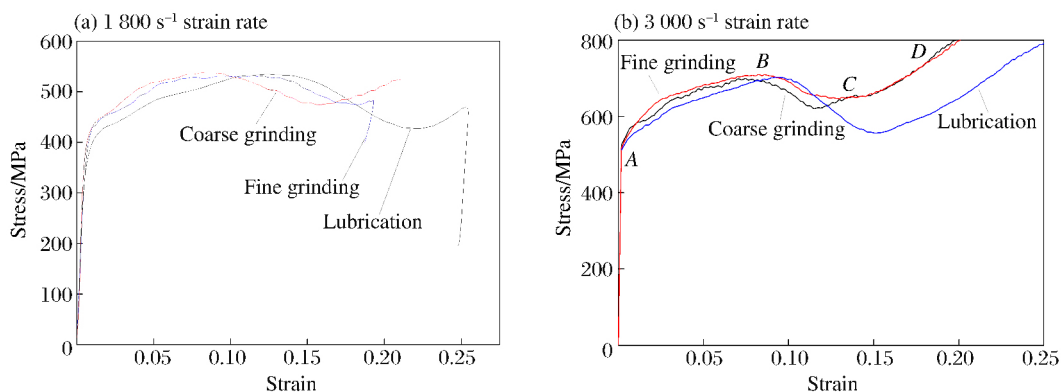 (a) 1 800 s⁻¹ strain rate
600
500
400
300
200
100
0
Stress/MPa
0.05
0.10
0.15
0.20
0.25
Strain
Coarse grinding
Fine grinding
Lubrication
(b) 3 000 s⁻¹ strain rate
800
600
400
200
0
Stress/MPa
0.05
0.10
0.15
0.20
0.25
Strain
Fine grinding
B
D
C
Coarse grinding
Lubrication
A